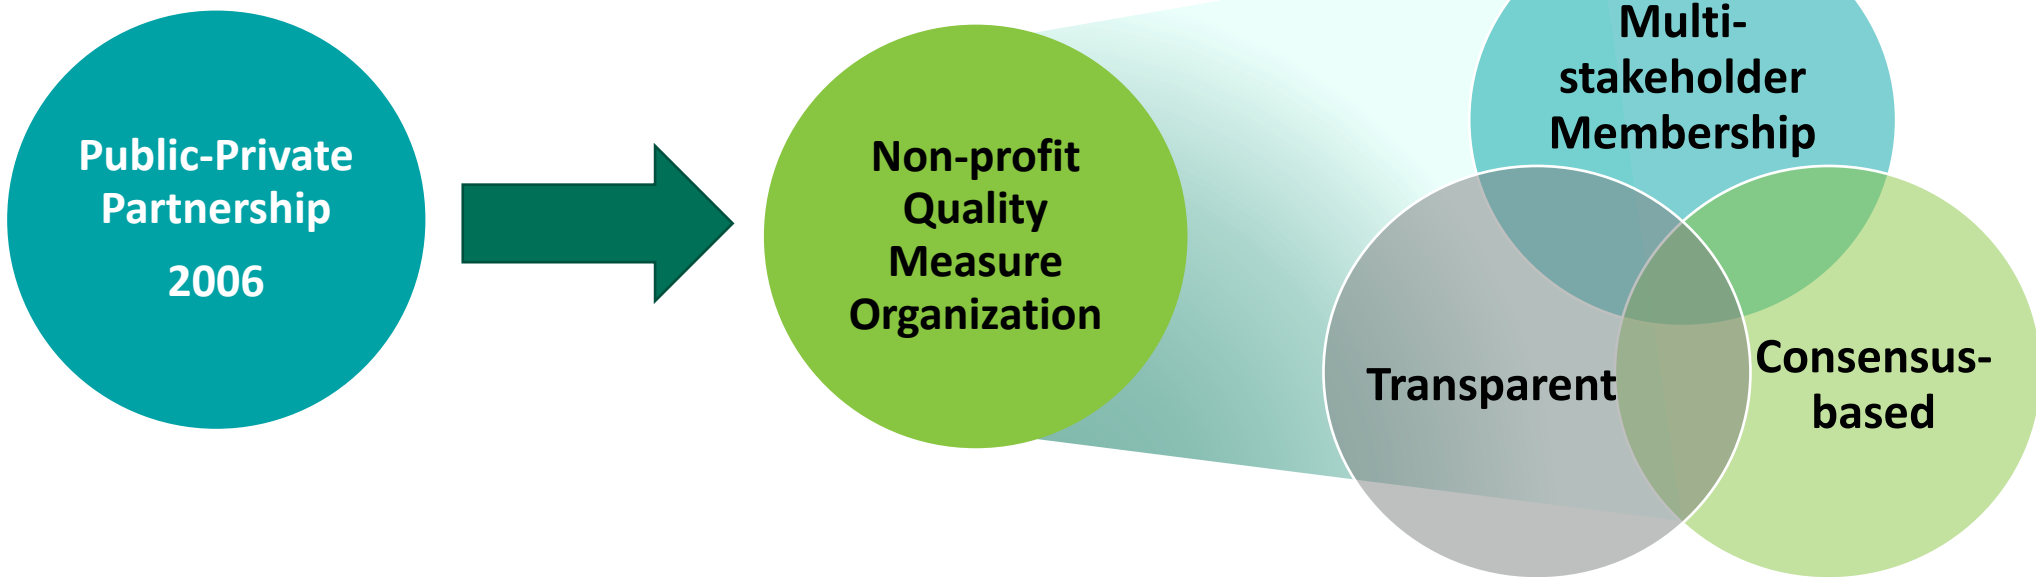 Public-Private
Partnership
2006
Non-profit
Quality
Measure
Organization
Multi-
stakeholder
Membership
Transparent
Consensus-
based